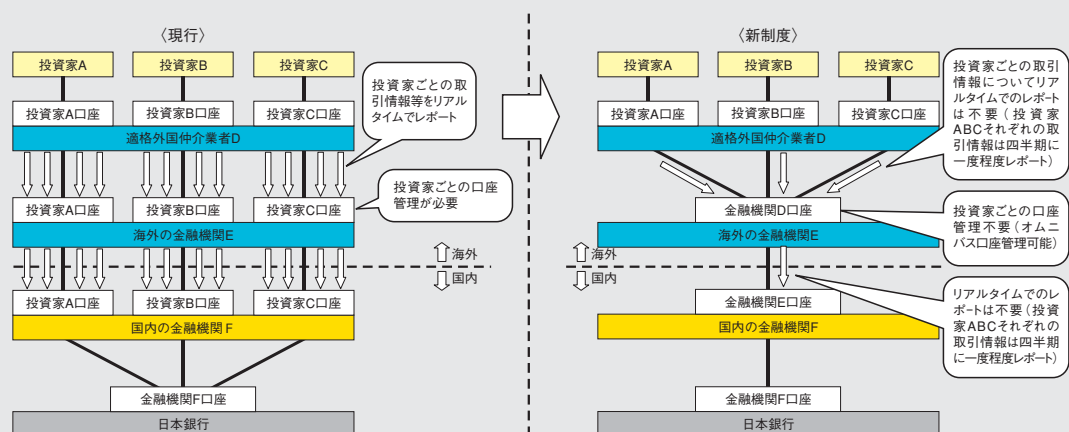 〈現行〉
投資家A
投資家B
投資家C
投資家A口座
投資家B口座
投資家C口座
適格外国仲介業者D
投資家A口座
投資家B口座
投資家C口座
海外の金融機関E
海外
国内
投資家A口座
投資家B口座
投資家C口座
国内の金融機関F
金融機関F口座
日本銀行
投資家ごとの取
引情報等をリアル
タイムでレポート
投資家ごとの口座
管理が必要
〈新制度〉
投資家A
投資家B
投資家C
投資家A口座
投資家B口座
投資家C口座
適格外国仲介業者D
金融機関D口座
海外の金融機関E
海外
国内
金融機関E口座
国内の金融機関F
金融機関F口座
日本銀行
投資家ごとの取引
情報についてリア
ルタイムでのレポート
は不要(投資家
ABCそれぞれの取
引情報は四半期に
一度程度レポート)
投資家ごとの口座
管理不要(オムニ
バス口座管理可能)
リアルタイムでのレ
ポートは不要(投資
家ABCそれぞれの
取引情報は四半期
に一度程度レポート)